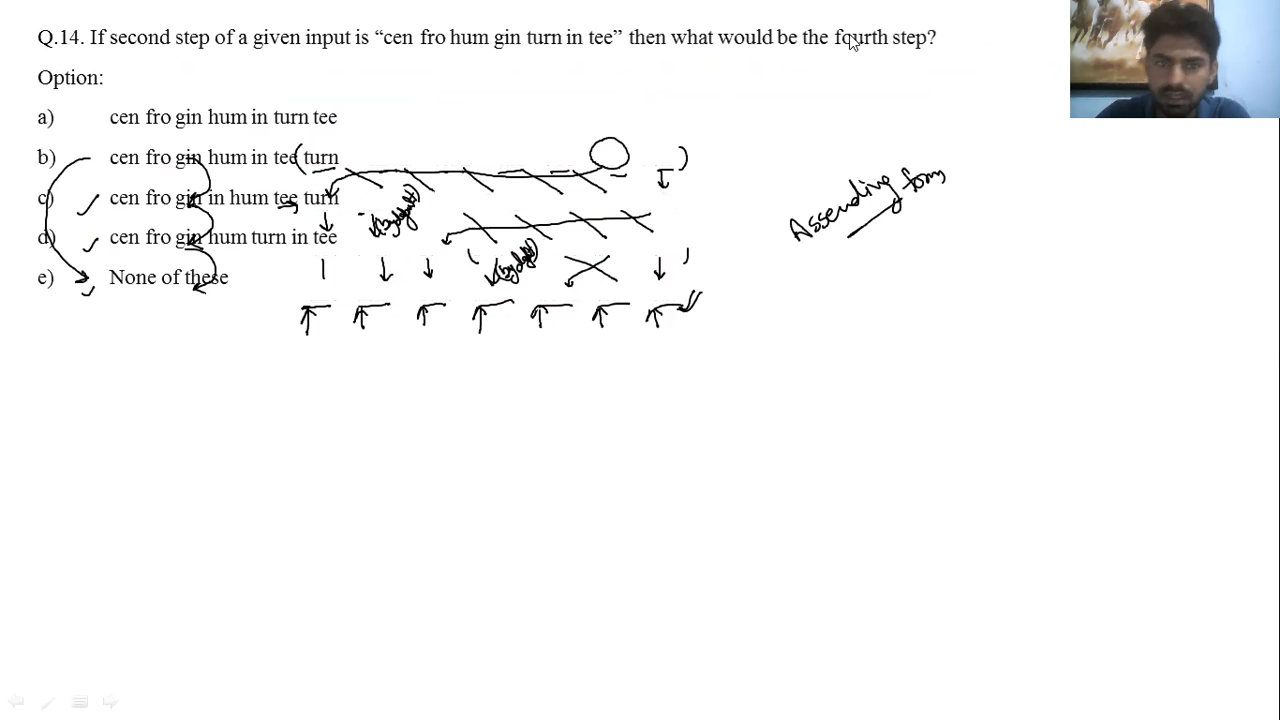 Q.14. If second step of a given input is “cen fro hum gin turn in tee” then what would be the fourth step?
Option:
a) cen fro gin hum in turn tee
b) cen fro gin hum in tee turn
c) cen fro gin in hum tee turn
d) cen fro gin hum turn in tee
e) None of these
Assending form